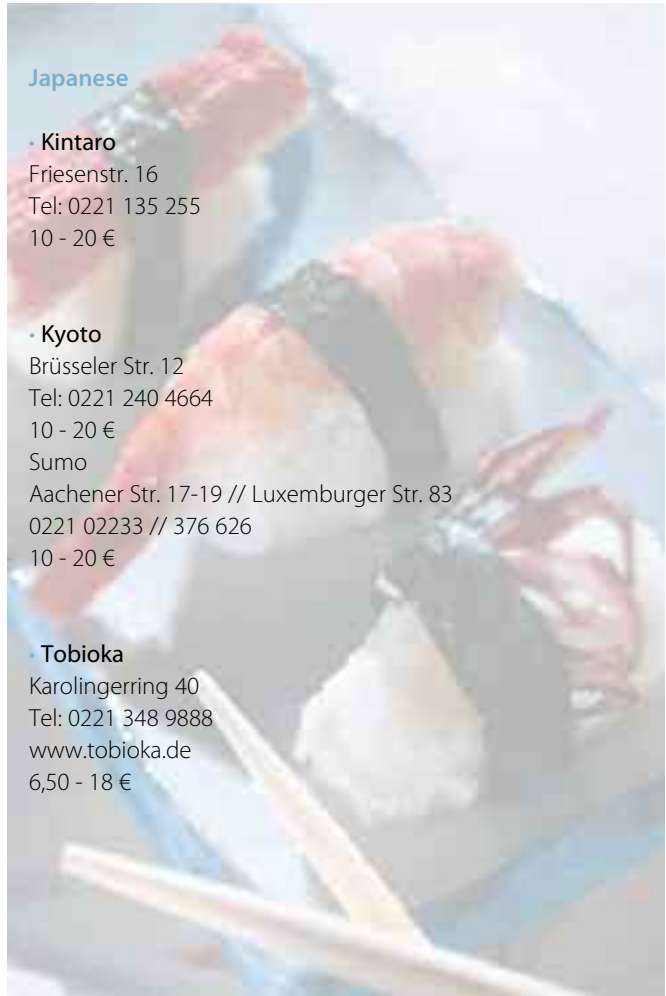 Japanese
· Kintaro
Friesenstr. 16
Tel: 0221 135 255
10 - 20 €
· Kyoto
Brüsseler Str. 12
Tel: 0221 240 4664
10 - 20 €
Sumo
Aachener Str. 17-19 // Luxemburger Str. 83
0221 02233 // 376 626
10 - 20 €
· Tobioka
Karolingerring 40
Tel: 0221 348 9888
www.tobioka.de
6,50 - 18 €